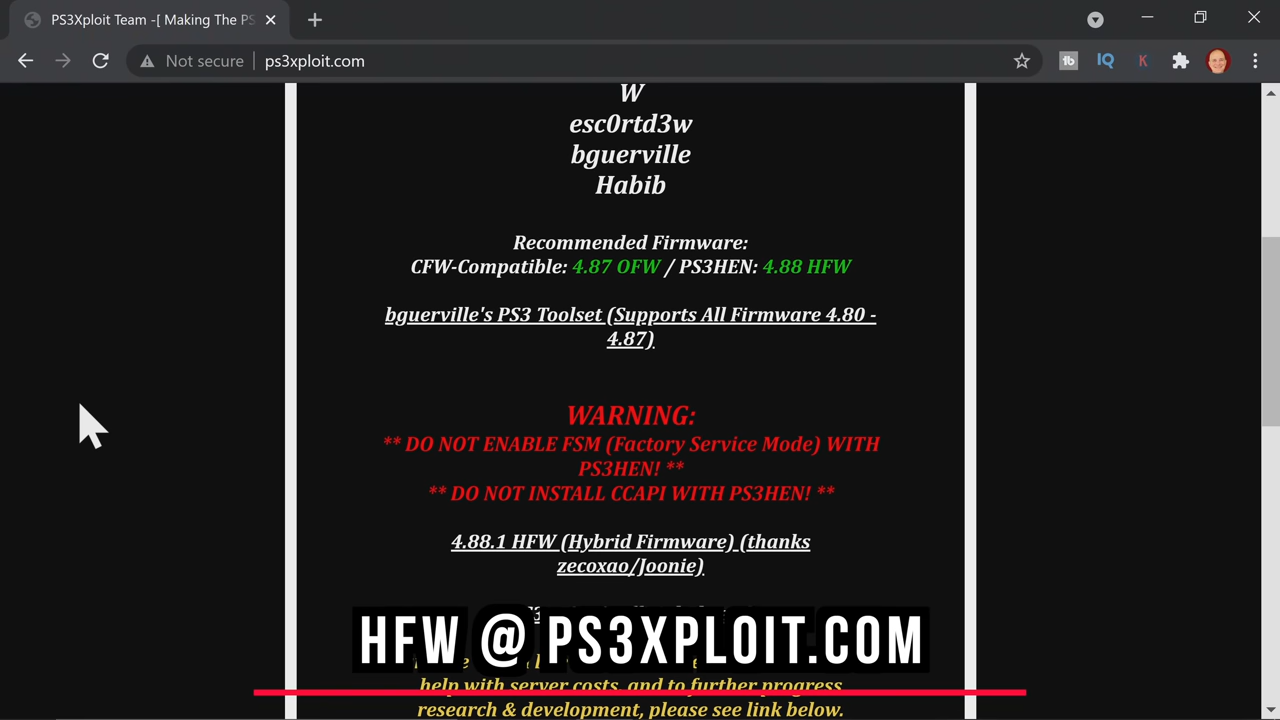 PS3Xploit Team -[ Making The PS
Not secure
ps3xploit.com
tb
IQ
K
W
esc0rtd3w
bguerville
Habib
Recommended Firmware:
CFW-Compatible: 4.87 OFW / PS3HEN: 4.88 HFW
bguerville's PS3 Toolset (Supports All Firmware 4.80 -
4.87)
WARNING:
** DO NOT ENABLE FSM (Factory Service Mode) WITH
PS3HEN! **
** DO NOT INSTALL CCAPI WITH PS3HEN! **
4.88.1 HFW (Hybrid Firmware) (thanks
zecoxao/Joonie)
HFW @ PS3XPLOIT.COM
help with server costs, and to further progress
research & development, please see link below.